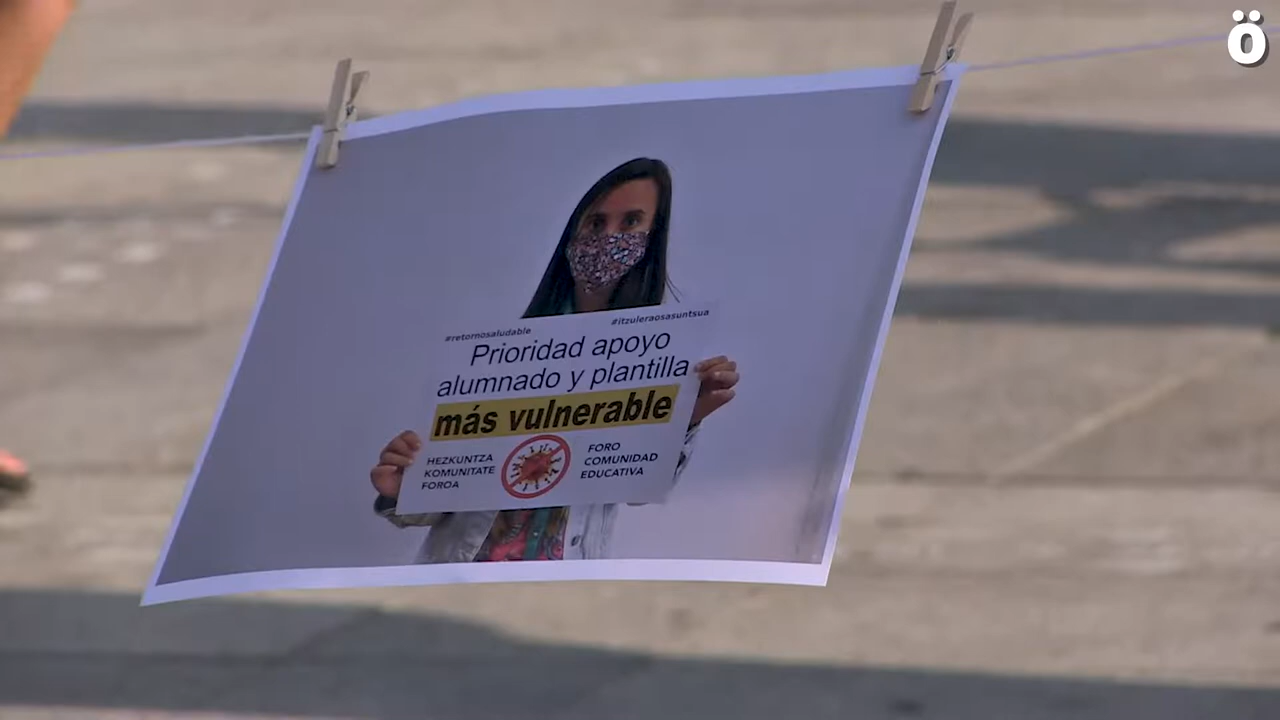 ö
#retornosaludable
#itzuleraosasuntsua
Prioridad apoyo
alumnado y plantilla
más vulnerable
HEZKUNTZA
KOMUNITATE
FOROA
FORO
COMUNIDAD
EDUCATIVA